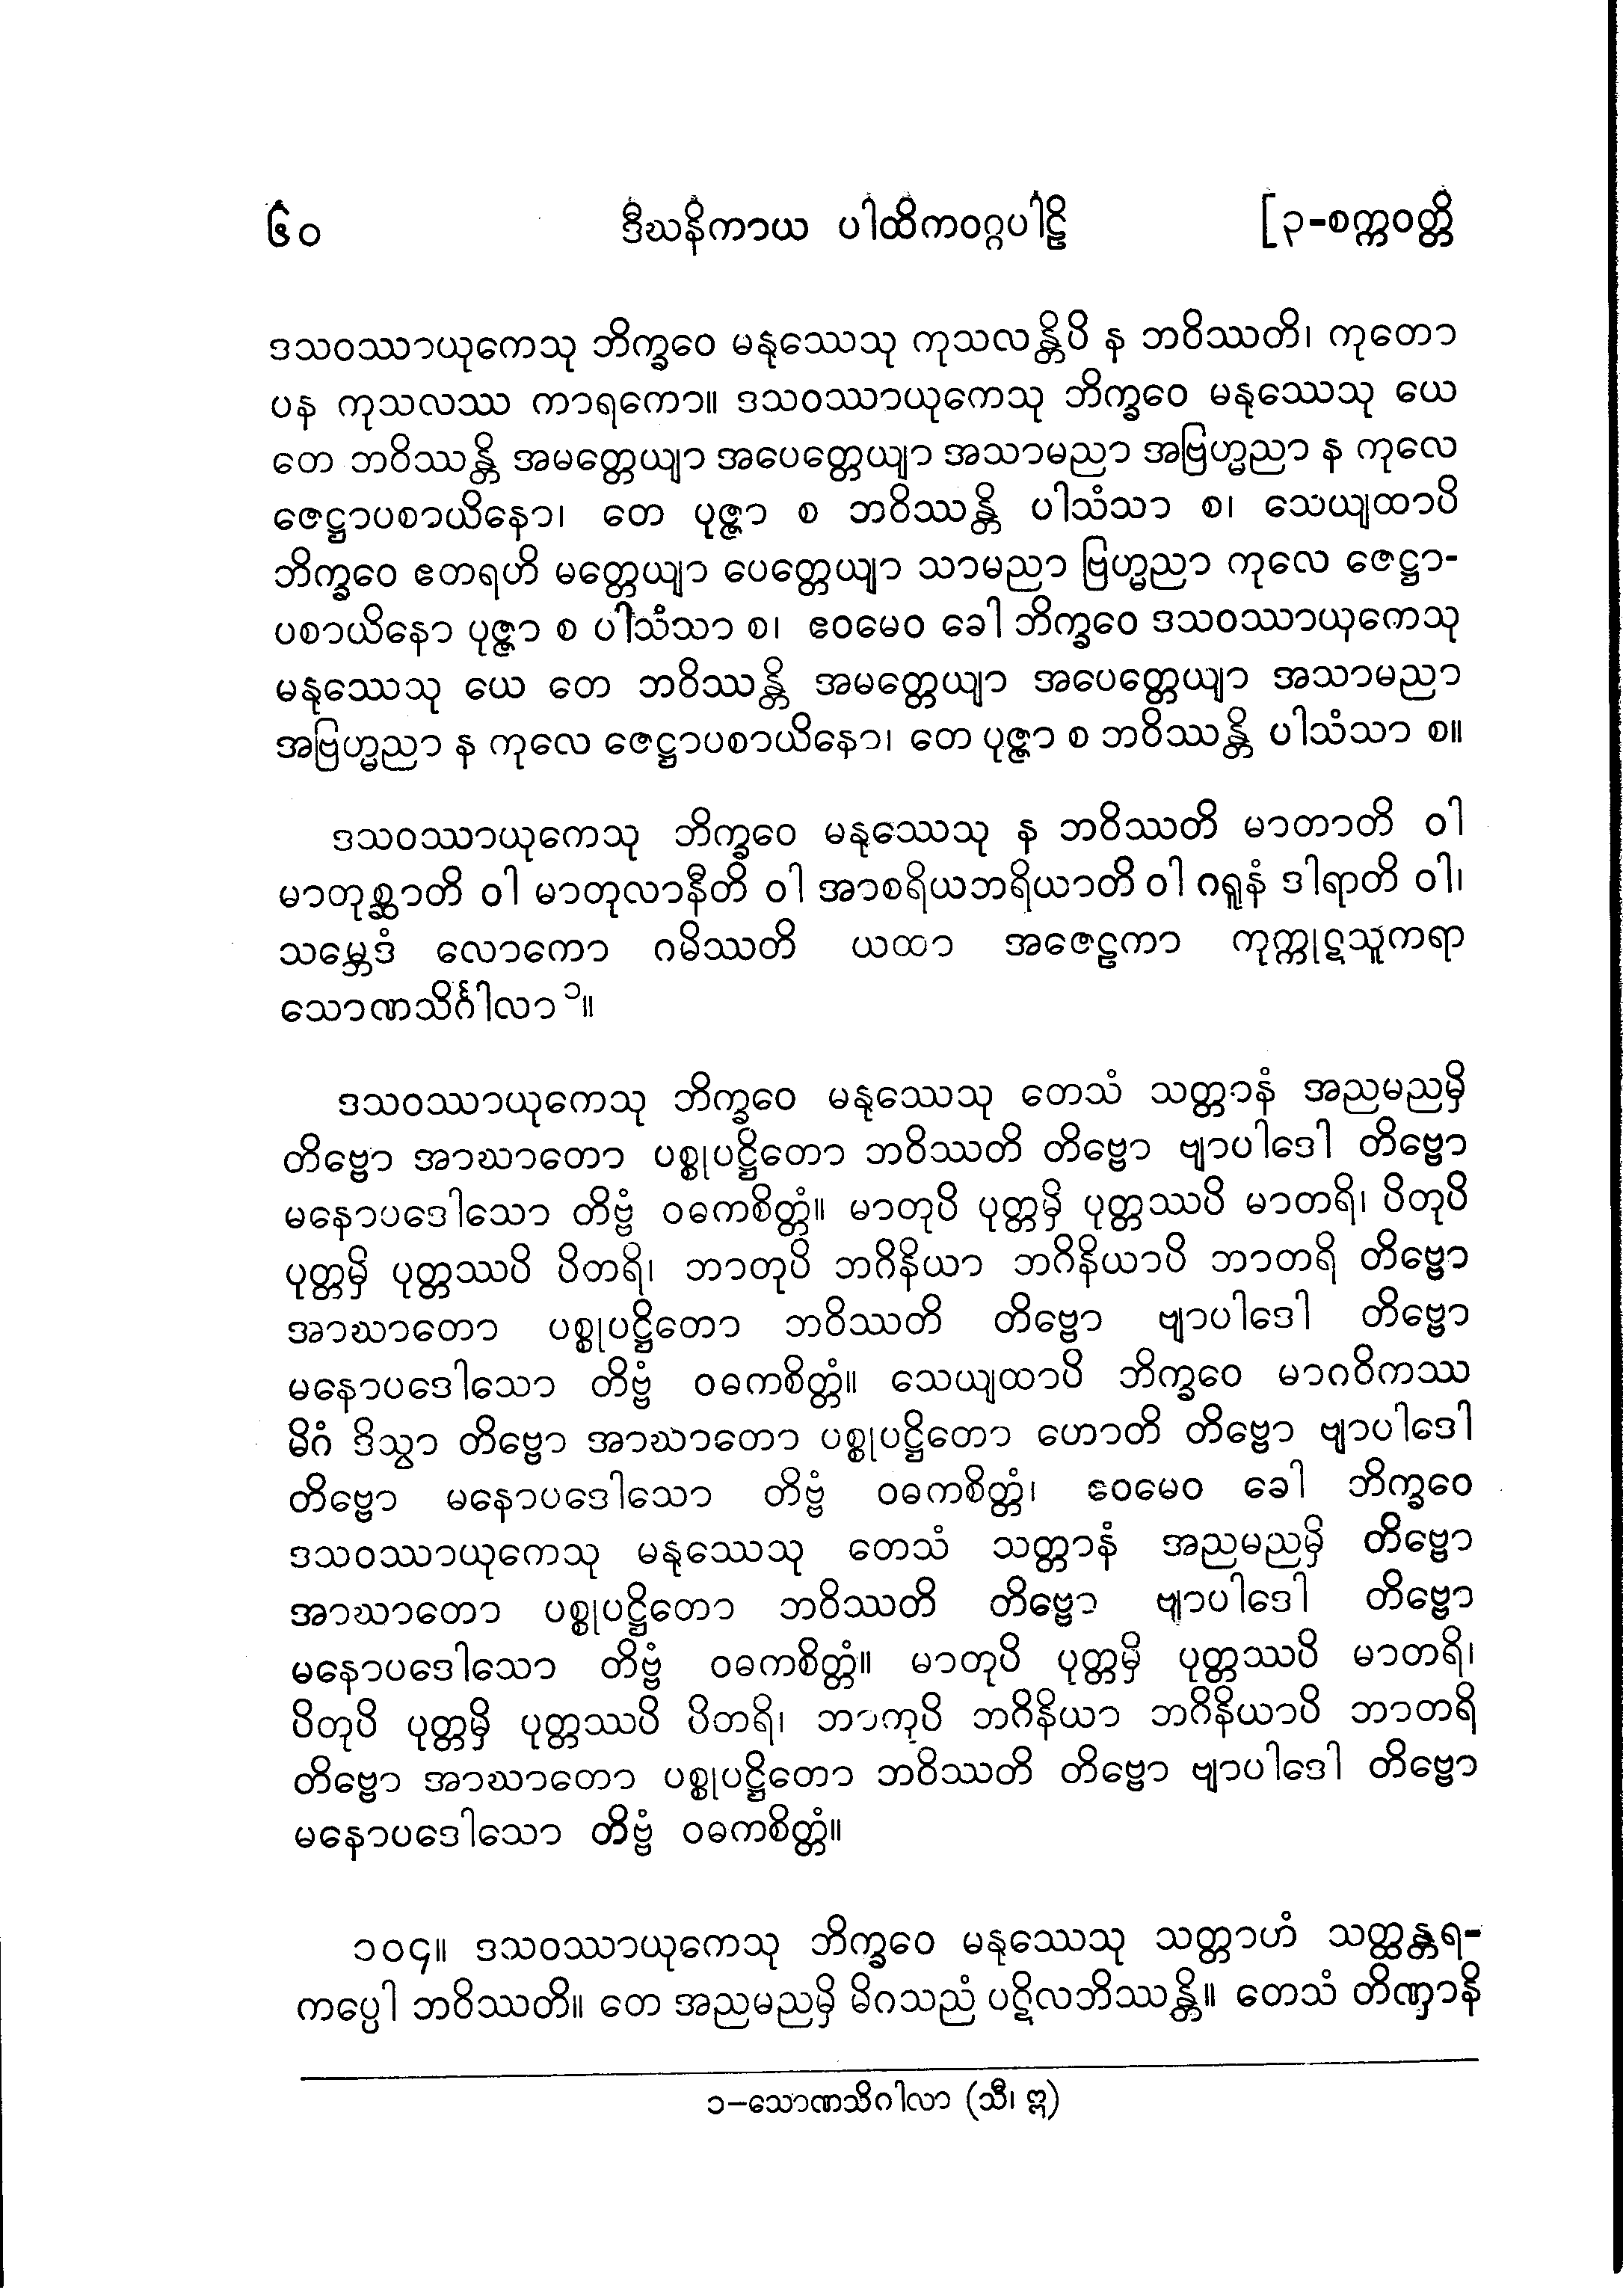 ၆၀ ဒီဃနိကာယ ပါထိကဝဂ္ဂပါဠိ [၃-စက္ကဝတ္တိ
ဒသဝဿာယုကေသု ဘိက္ခဝေ မနုဿေသု ကုသလန္တိပိ န ဘဝိဿတိ၊ ကုတော
ပန ကုသလဿ ကာရကော။ ဒသဝဿာယုကေသု ဘိက္ခဝေ မနုဿေသု ယေ
တေ ဘဝိဿန္တိ အမတ္တေယျာ အပေတ္တေယျာ အသာမညာ အဗြဟ္မညာ န ကုလေ
ဇေဋ္ဌာပစာယိနော၊ တေ ပုဇ္ဇာ စ ဘဝိဿန္တိ ပါသံသာ စ၊ သေယျထာပိ
ဘိက္ခဝေ ဧတရဟိ မတ္တေယျာ ပေတ္တေယျာ သာမညာ ဗြဟ္မညာ ကုလေ ဇေဋ္ဌာ-
ပစာယိနော ပုဇ္ဇာ စ ပါသံသာ စ၊ ဧဝမေဝ ခေါ ဘိက္ခဝေ ဒသဝဿာယုကေသု
မနုဿေသု ယေ တေ ဘဝိဿန္တိ အမတ္တေယျာ အပေတ္တေယျာ အသာမညာ
အဗြဟ္မညာ န ကုလေ ဇေဋ္ဌာပစာယိနော၊ တေ ပုဇ္ဇာ စ ဘဝိဿန္တိ ပါသံသာ စ။
ဒသဝဿာယုကေသု ဘိက္ခဝေ မနုဿေသု န ဘဝိဿတိ မာတာတိ ဝါ
မာတုစ္ဆာတိ ဝါ မာတုလာနီတိ ဝါ အာစရိယဘရိယာတိ ဝါ ဂရူနံ ဒါရာတိ ဝါ၊
သမ္ဘေဒံ လောကော ဂမိဿတိ ယထာ အဇေဠကာ ကုက္ကုဋသူကရာ
သောဏသိင်္ဂါလာ၁။
ဒသဝဿာယုကေသု ဘိက္ခဝေ မနုဿေသု တေသံ သတ္တာနံ အညမညမှိ
တိဗ္ဗော အာဃာတော ပစ္စုပဋ္ဌိတော ဘဝိဿတိ တိဗ္ဗော ဗျာပါဒေါ တိဗ္ဗော
မနောပဒေါသော တိဗ္ဗံ ဝဓကစိတ္တံ။ မာတုပိ ပုတ္တမှိ ပုတ္တဿပိ မာတရိ၊ ပိတုပိ
ပုတ္တမှိ ပုတ္တဿပိ ပိတရိ၊ ဘာတုပိ ဘဂိနိယာ ဘဂိနိယာပိ ဘာတရိ တိဗ္ဗော
အာဃာတော ပစ္စုပဋ္ဌိတော ဘဝိဿတိ တိဗ္ဗော ဗျာပါဒေါ တိဗ္ဗော
မနောပဒေါသော တိဗ္ဗံ ဝဓကစိတ္တံ။ သေယျထာပိ ဘိက္ခဝေ မာဂဝိကဿ
မိဂံ ဒိသွာ တိဗ္ဗော အာဃာတော ပစ္စုပဋ္ဌိတော ဟောတိ တိဗ္ဗော ဗျာပါဒေါ
တိဗ္ဗော မနောပဒေါသော တိဗ္ဗံ ဝဓကစိတ္တံ၊ ဧဝမေဝ ခေါ ဘိက္ခဝေ
ဒသဝဿာယုကေသု မနုဿေသု တေသံ သတ္တာနံ အညမညမှိ တိဗ္ဗော
အာဃာတော ပစ္စုပဋ္ဌိတော ဘဝိဿတိ တိဗ္ဗော ဗျာပါဒေါ တိဗ္ဗော
မနောပဒေါသော တိဗ္ဗံ ဝဓကစိတ္တံ။ မာတုပိ ပုတ္တမှိ ပုတ္တဿပိ မာတရိ၊
ပိတုပိ ပုတ္တမှိ ပုတ္တဿပိ ပိတရိ၊ ဘာတုပိ ဘဂိနိယာ ဘဂိနိယာပိ ဘာတရိ
တိဗ္ဗော အာဃာတော ပစ္စုပဋ္ဌိတော ဘဝိဿတိ တိဗ္ဗော ဗျာပါဒေါ တိဗ္ဗော
မနောပဒေါသော တိဗ္ဗံ ဝဓကစိတ္တံ။
၁၀၄။ ဒသဝဿာယုကေသု ဘိက္ခဝေ မနုဿေသု သတ္တာဟံ သတ္ထန္တရ-
ကပ္ပေါ ဘဝိဿတိ။ တေ အညမညမှိ မိဂသညံ ပဋိလဘိဿန္တိ။ တေသံ တိဏှာနိ
၁-သောဏသိဂါလာ (သီ၊ ဣ)